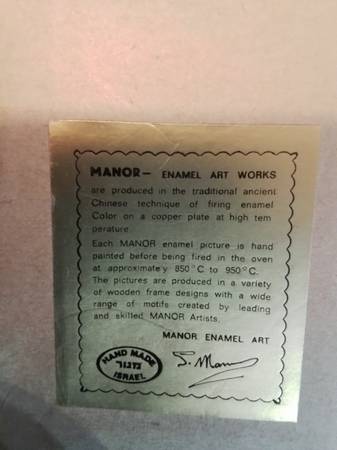 MANOR— ENAMEL ART WORKS
are produced in the traditional ancient
Chinese technique of firing enamel
Color on a copper plate at high tem
perature
Each MANOR enamel picture is hand
painted before being fired in the oven
at approximately 850°C to 950°C.
The pictures are produced in a variety
of wooden frame designs with a wide
range of motifs created by leading
and skilled MANOR Artists.
MANOR ENAMEL ART
HAND MADE
מנור
ISRAEL
S. Manor